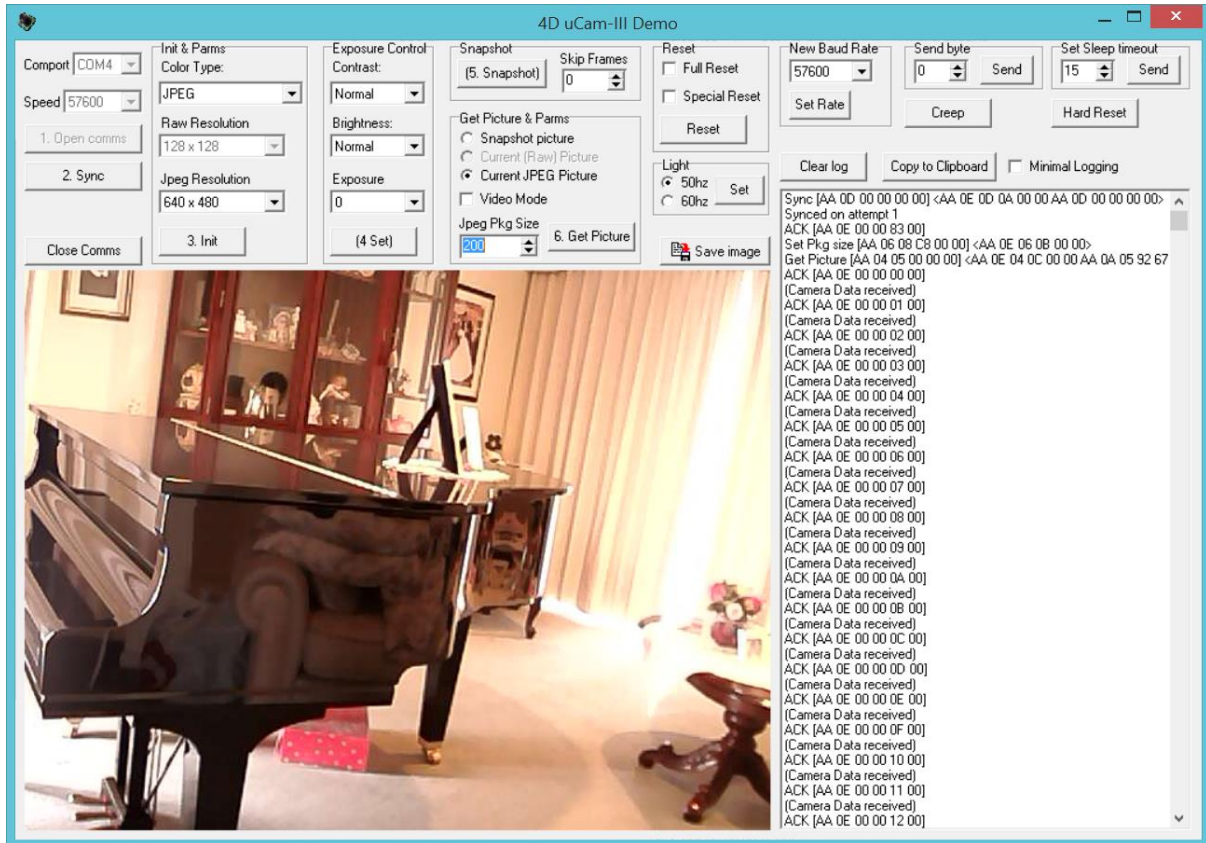 4D uCam-III Demo
Comport COM4
Speed 57600
1. Open comms
2. Sync
Close Comms
Init & Parms
Color Type:
JPEG
Raw Resolution
128 x 128
Jpeg Resolution
640 x 480
3. Init
Exposure Control
Contrast:
Normal
Brightness:
Normal
Exposure
0
(4 Set)
Snapshot
(5. Snapshot)
Skip Frames
0
Get Picture & Parms
Snapshot picture
Current (Raw) Picture
Current JPEG Picture
Video Mode
Jpeg Pkg Size
200
6. Get Picture
Reset
Full Reset
Special Reset
Reset
Light
50hz
60hz
Set
Save image
New Baud Rate
57600
Set Rate
Send byte
0
Send
Creep
Set Sleep timeout
15
Send
Hard Reset
Clear log
Copy to Clipboard
Minimal Logging
Sync [AA 0D 00 00 00 00] <AA 0E 0D 0A 00 00 AA 0D 00 00 00 00>
Synced on attempt 1
ACK [AA 0E 00 00 83 00]
Set Pkg size [AA 06 08 C8 00 00] <AA 0E 06 0B 00 00>
Get Picture [AA 04 05 00 00 00] <AA 0E 04 0C 00 00 AA 0A 05 92 67
ACK [AA 0E 00 00 00 00]
(Camera Data received)
ACK [AA 0E 00 00 01 00]
(Camera Data received)
ACK [AA 0E 00 00 02 00]
(Camera Data received)
ACK [AA 0E 00 00 03 00]
(Camera Data received)
ACK [AA 0E 00 00 04 00]
(Camera Data received)
ACK [AA 0E 00 00 05 00]
(Camera Data received)
ACK [AA 0E 00 00 06 00]
(Camera Data received)
ACK [AA 0E 00 00 07 00]
(Camera Data received)
ACK [AA 0E 00 00 08 00]
(Camera Data received)
ACK [AA 0E 00 00 09 00]
(Camera Data received)
ACK [AA 0E 00 00 0A 00]
(Camera Data received)
ACK [AA 0E 00 00 0B 00]
(Camera Data received)
ACK [AA 0E 00 00 0C 00]
(Camera Data received)
ACK [AA 0E 00 00 0D 00]
(Camera Data received)
ACK [AA 0E 00 00 0E 00]
(Camera Data received)
ACK [AA 0E 00 00 0F 00]
(Camera Data received)
ACK [AA 0E 00 00 10 00]
(Camera Data received)
ACK [AA 0E 00 00 11 00]
(Camera Data received)
ACK [AA 0E 00 00 12 00]